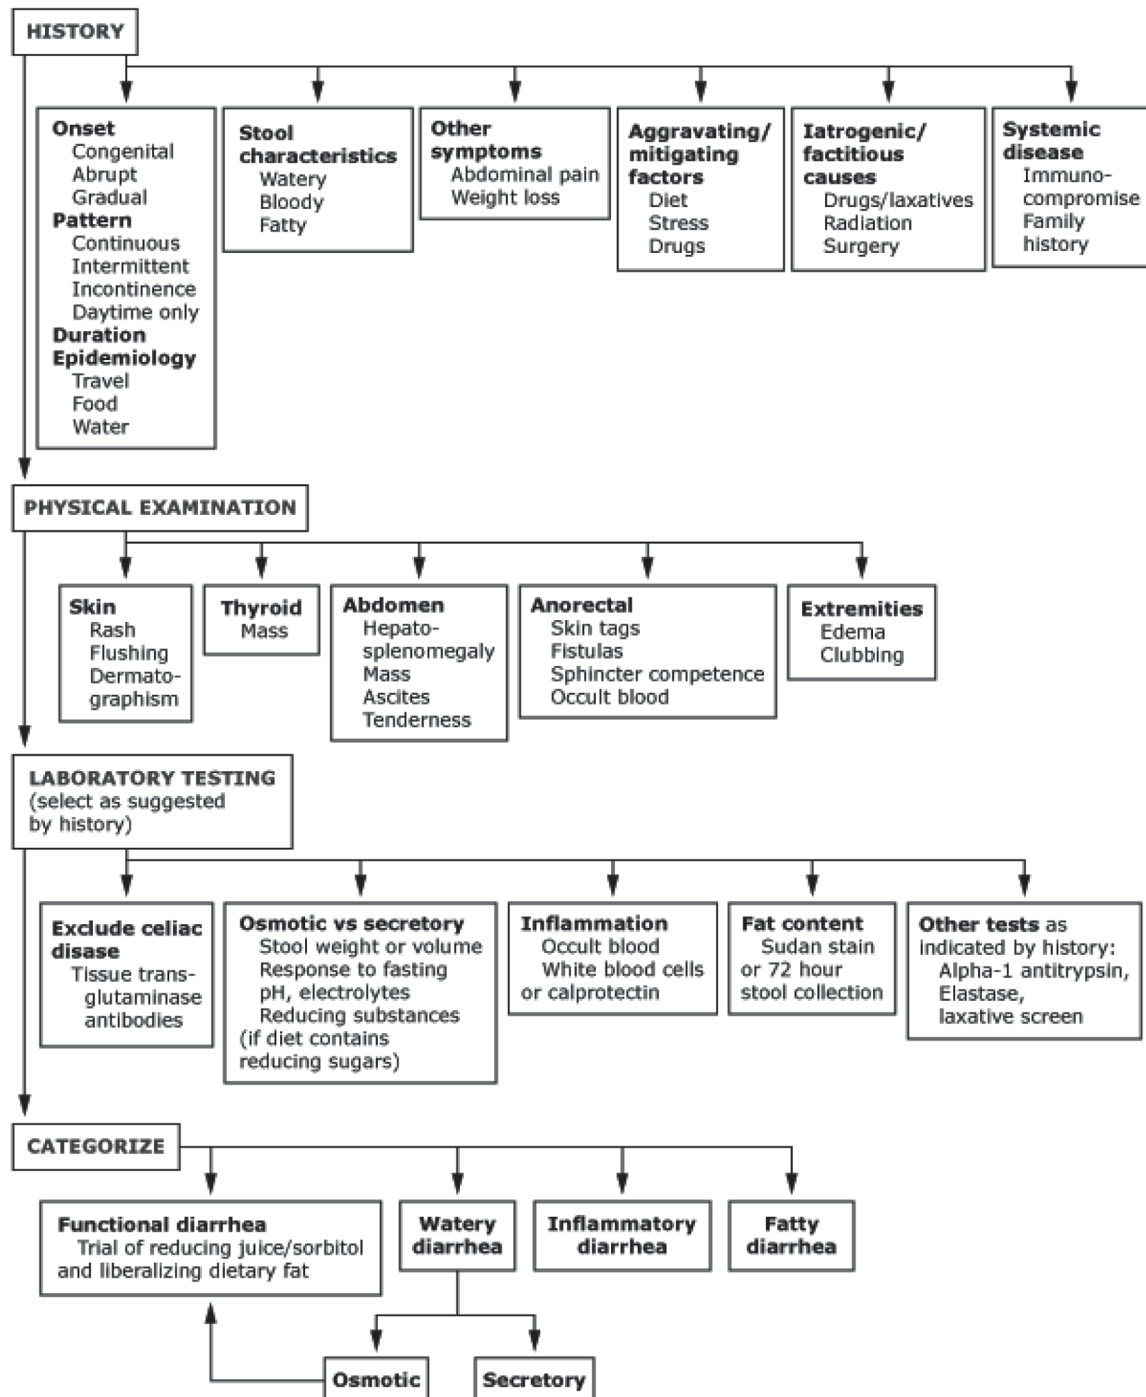 HISTORY
Onset
Congenital
Abrupt
Gradual
Pattern
Continuous
Intermittent
Incontinence
Daytime only
Duration
Epidemiology
Travel
Food
Water
Stool
characteristics
Watery
Bloody
Fatty
Other
symptoms
Abdominal pain
Weight loss
Aggravating/
mitigating
factors
Diet
Stress
Drugs
Iatrogenic/
factitious
causes
Drugs/laxatives
Radiation
Surgery
Systemic
disease
Immuno-
compromise
Family
history
PHYSICAL EXAMINATION
Skin
Rash
Flushing
Dermato-
graphism
Thyroid
Mass
Abdomen
Hepato-
splenomegaly
Mass
Ascites
Tenderness
Anorectal
Skin tags
Fistulas
Sphincter competence
Occult blood
Extremities
Edema
Clubbing
LABORATORY TESTING
(select as suggested
by history)
Exclude celiac
disase
Tissue trans-
glutaminase
antibodies
Osmotic vs secretory
Stool weight or volume
Response to fasting
pH, electrolytes
Reducing substances
(if diet contains
reducing sugars)
Inflammation
Occult blood
White blood cells
or calprotectin
Fat content
Sudan stain
or 72 hour
stool collection
Other tests as
indicated by history:
Alpha-1 antitrypsin,
Elastase,
laxative screen
CATEGORIZE
Functional diarrhea
Trial of reducing juice/sorbitol
and liberalizing dietary fat
Watery
diarrhea
Inflammatory
diarrhea
Fatty
diarrhea
Osmotic
Secretory